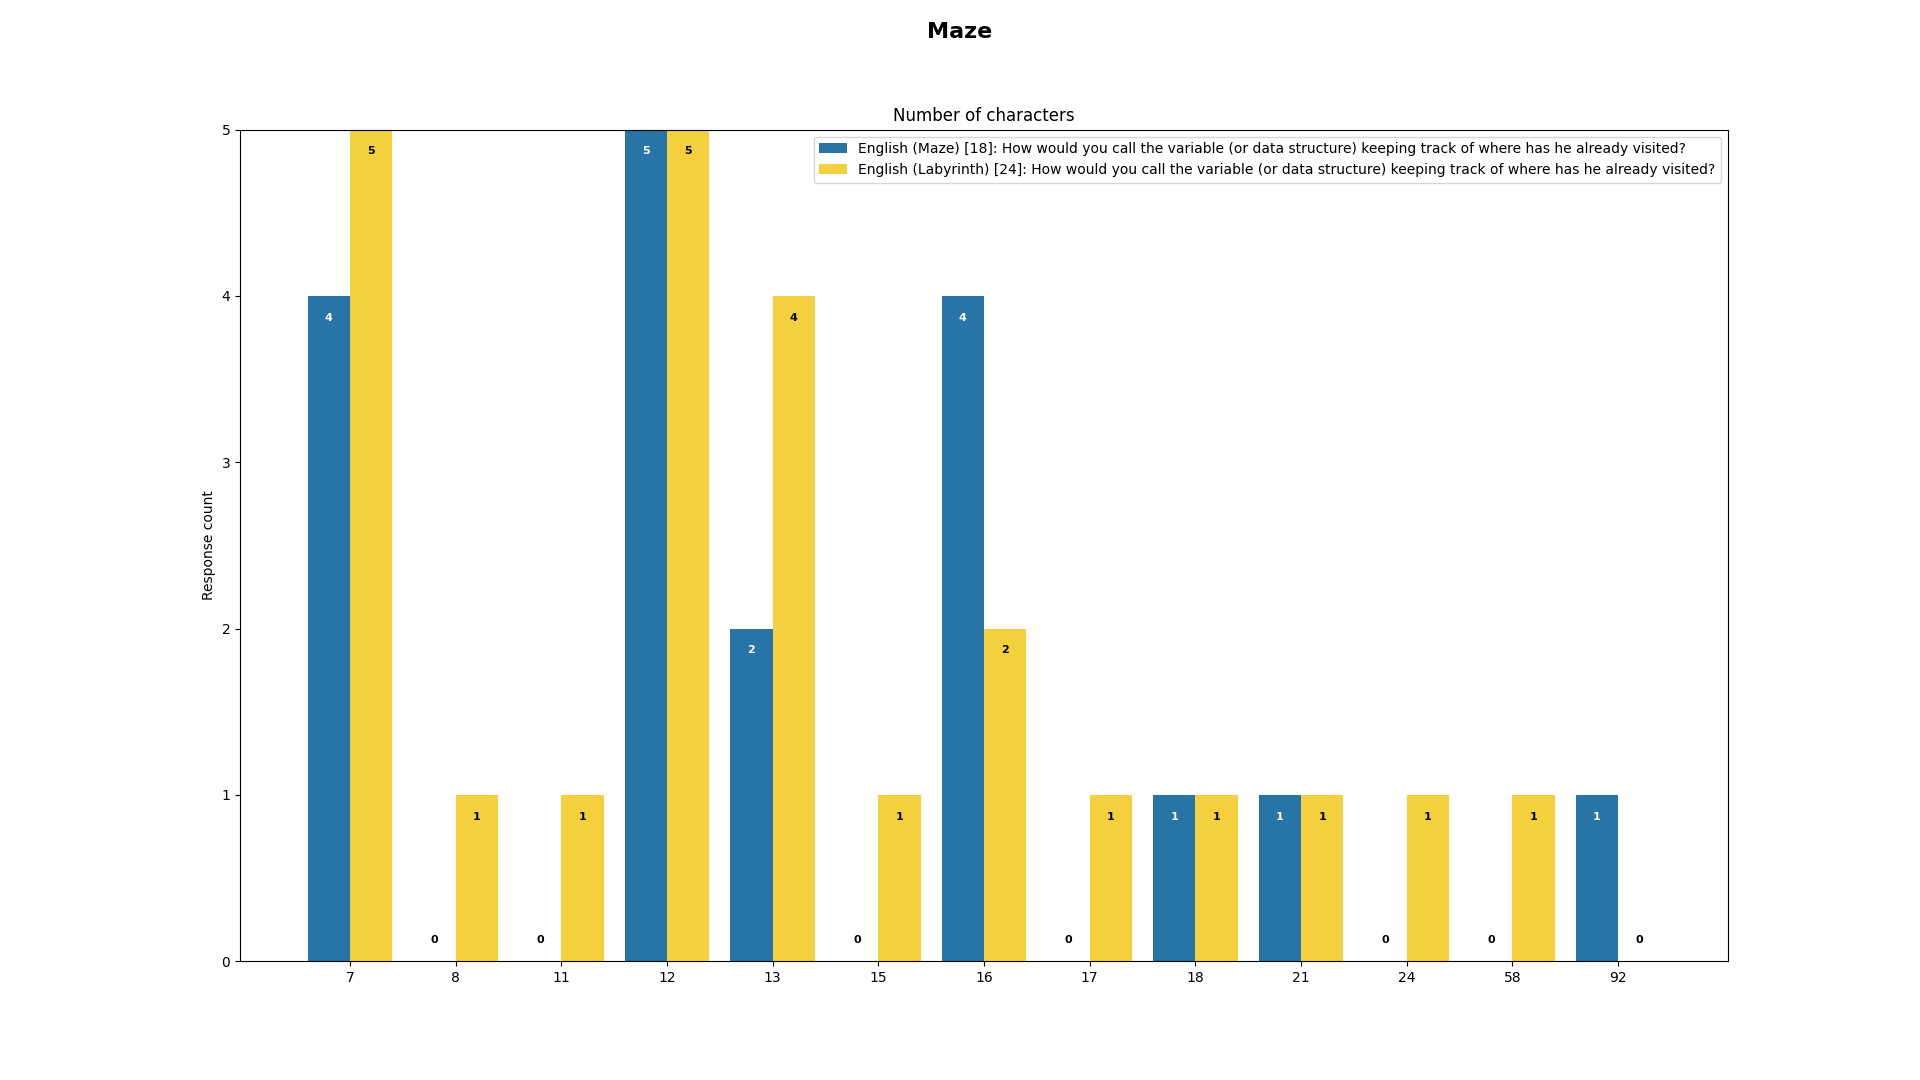 Maze
Number of characters
English (Maze) [18]: How would you call the variable (or data structure) keeping track of where has he already visited?
English (Labyrinth) [24]: How would you call the variable (or data structure) keeping track of where has he already visited?
Response count
5
4
3
2
1
0
4 5 0 1 0 1 5 5 2 4 0 1 4 2 0 1 1 1 1 1 0 1 0 1 1 0
7 8 11 12 13 15 16 17 18 21 24 58 92